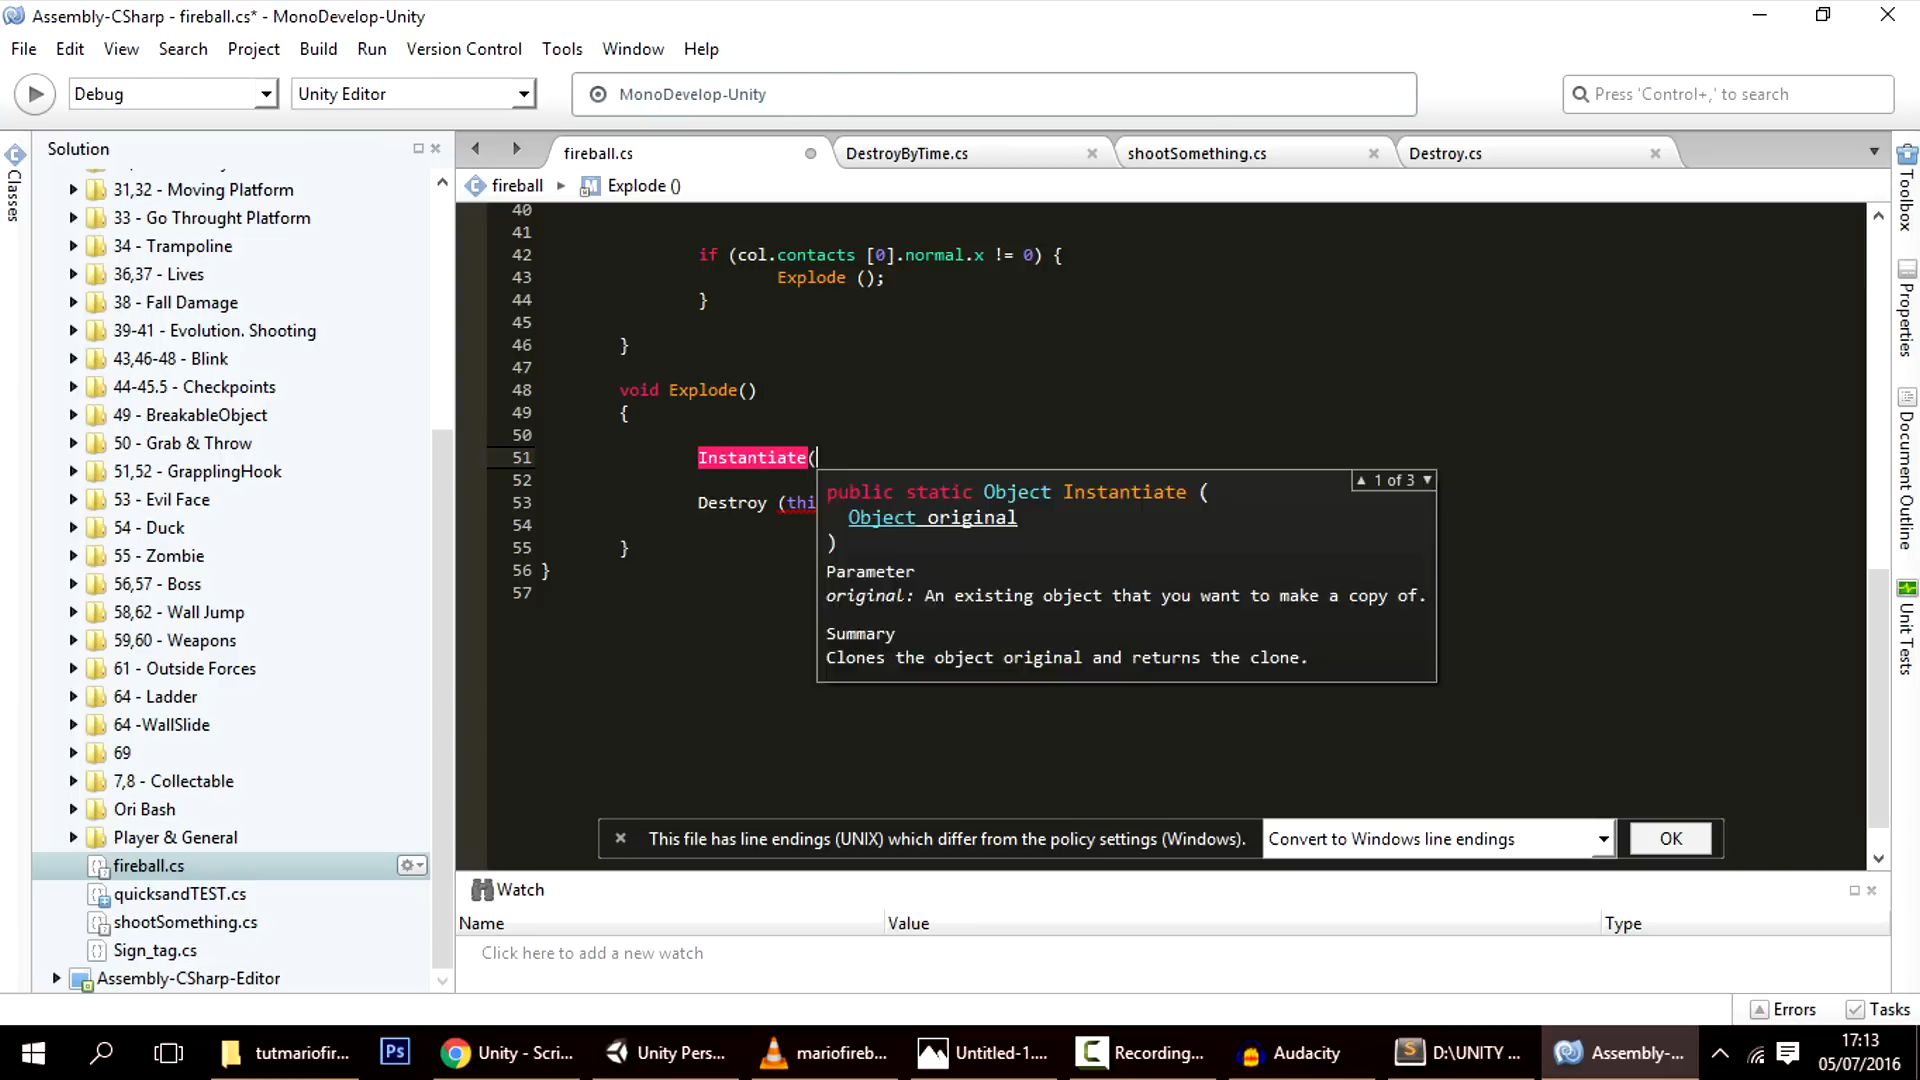 Assembly-CSharp - fireball.cs* - MonoDevelop-Unity
File Edit View Search Project Build Run Version Control Tools Window Help
Debug Unity Editor MonoDevelop-Unity Press 'Control+,' to search
Classes
Solution
31,32 - Moving Platform
33 - Go Throught Platform
34 - Trampoline
36,37 - Lives
38 - Fall Damage
39-41 - Evolution. Shooting
43,46-48 - Blink
44-45.5 - Checkpoints
49 - BreakableObject
50 - Grab & Throw
51,52 - GrapplingHook
53 - Evil Face
54 - Duck
55 - Zombie
56,57 - Boss
58,62 - Wall Jump
59,60 - Weapons
61 - Outside Forces
64 - Ladder
64 -WallSlide
69
7,8 - Collectable
Ori Bash
Player & General
fireball.cs
quicksandTEST.cs
shootSomething.cs
Sign_tag.cs
Assembly-CSharp-Editor
fireball.cs DestroyByTime.cs shootSomething.cs Destroy.cs
fireball Explode ()
40
41
42 if (col.contacts [0].normal.x != 0) {
43 Explode ();
44 }
45
46 }
47
48 void Explode()
49 {
50
51 Instantiate(
52
53 Destroy (thi
54
55 }
56 }
57
1 of 3
public static Object Instantiate (
Object original
)
Parameter
original: An existing object that you want to make a copy of.
Summary
Clones the object original and returns the clone.
This file has line endings (UNIX) which differ from the policy settings (Windows). Convert to Windows line endings OK
Watch
Name Value Type
Click here to add a new watch
Toolbox
Properties
Document Outline
Unit Tests
Errors Tasks
tutmariofir... Ps Unity - Scri... Unity Pers... mariofireb... Untitled-1.... Recording... Audacity D:\UNITY ... Assembly-...
17:13
05/07/2016